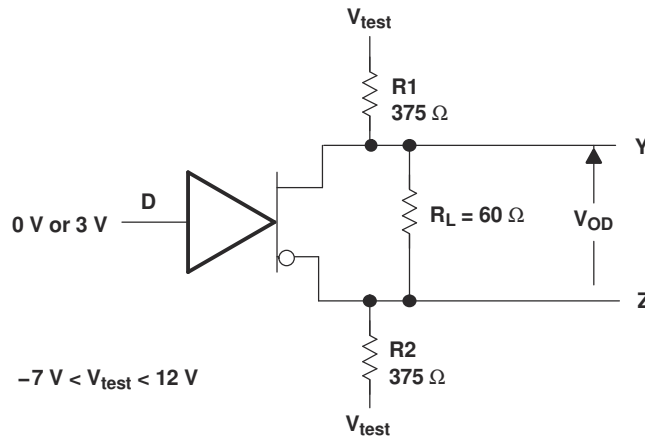 V_test
R1
375 Ω
Y
D
0 V or 3 V
R_L = 60 Ω
V_OD
Z
R2
375 Ω
−7 V < V_test < 12 V
V_test